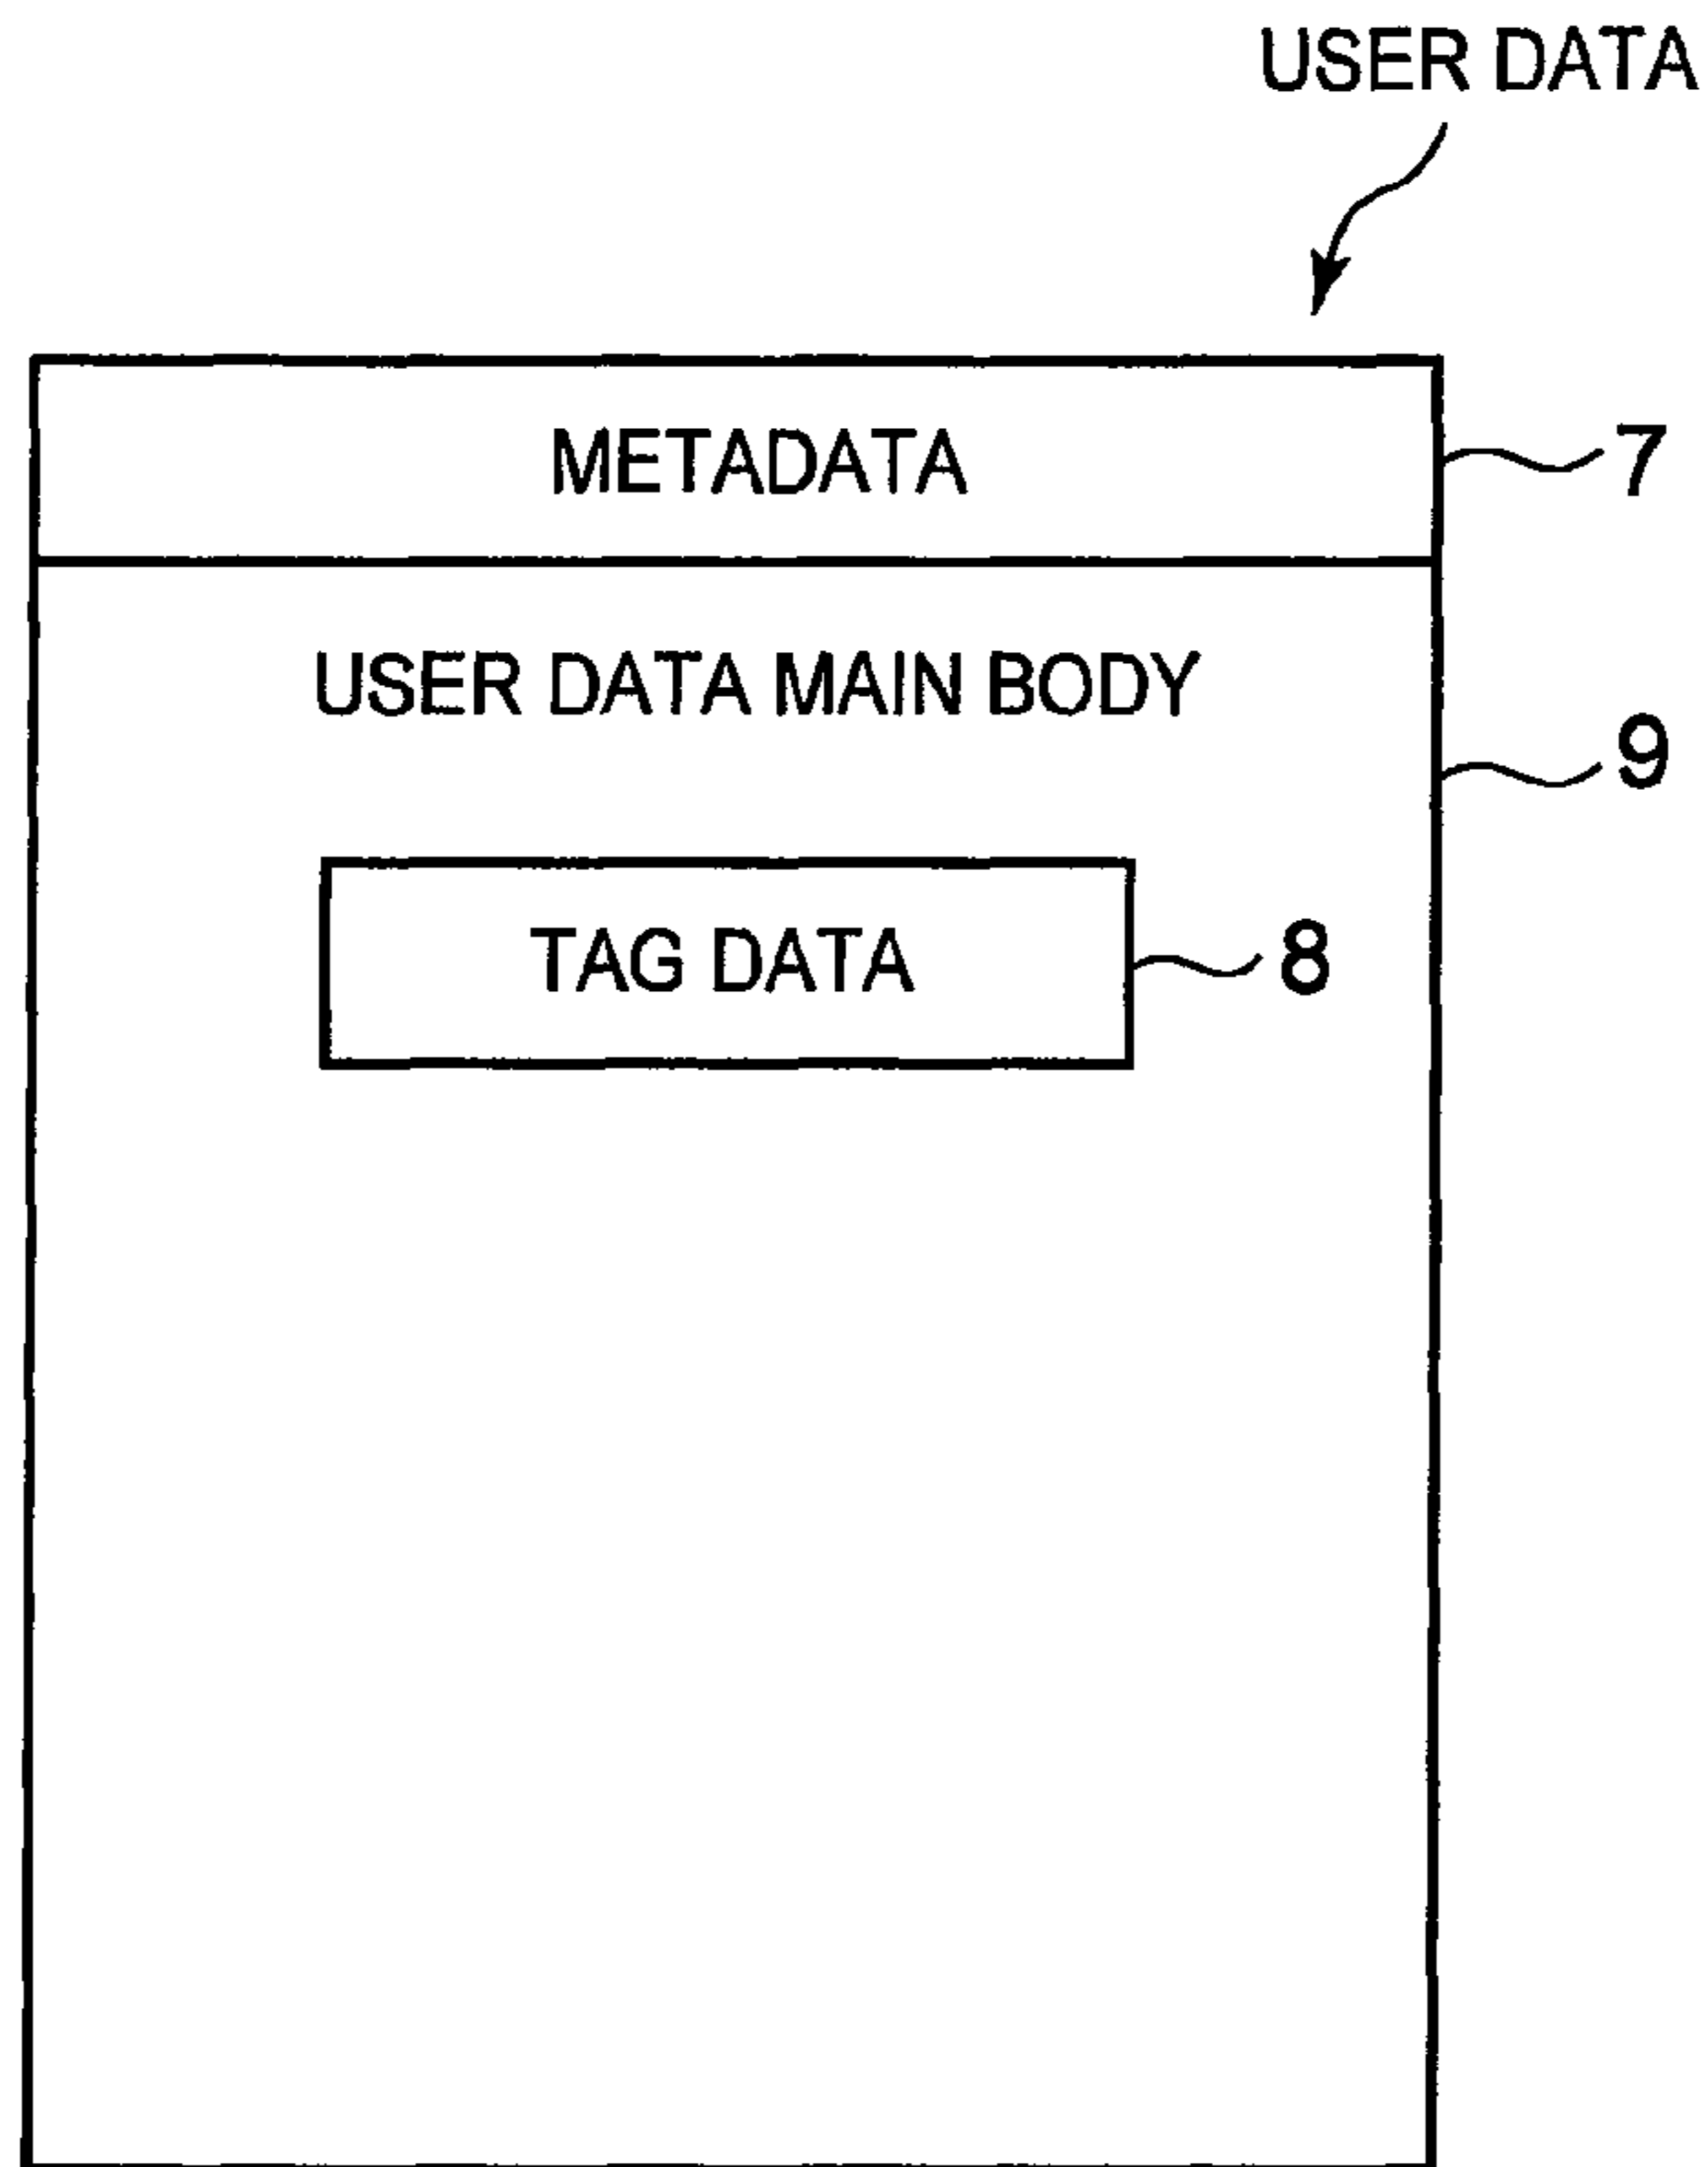 USER DATA
METADATA 7
USER DATA MAIN BODY
9
TAG DATA 8